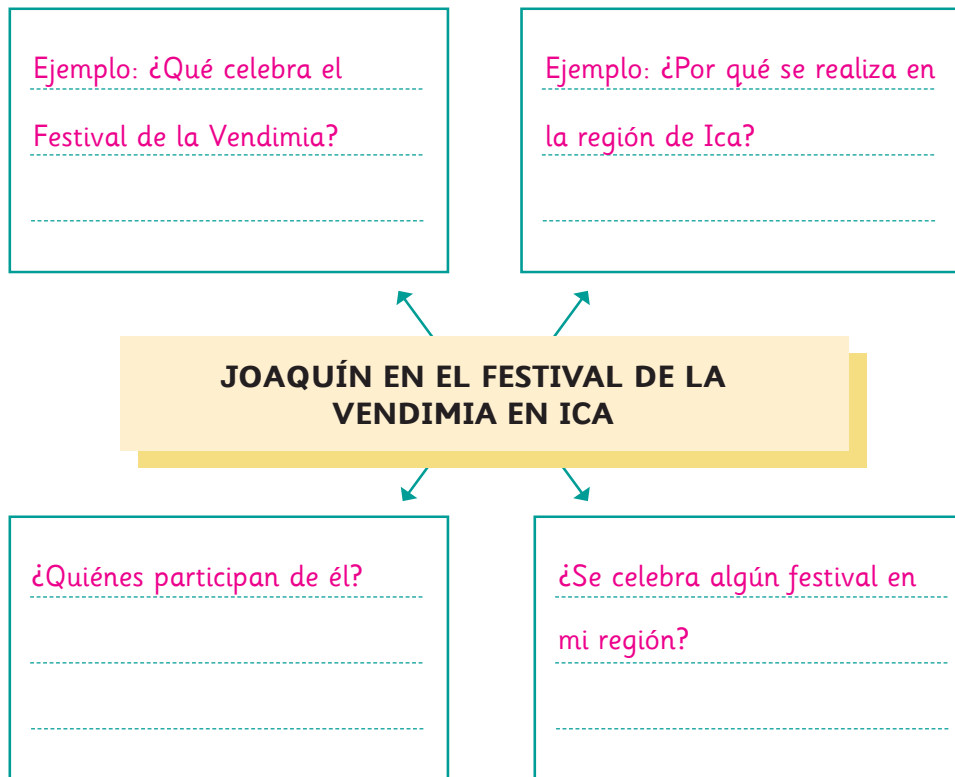 Ejemplo: ¿Qué celebra el
Festival de la Vendimia?
Ejemplo: ¿Por qué se realiza en
la región de Ica?
JOAQUÍN EN EL FESTIVAL DE LA
VENDIMIA EN ICA
¿Quiénes participan de él?
¿Se celebra algún festival en
mi región?